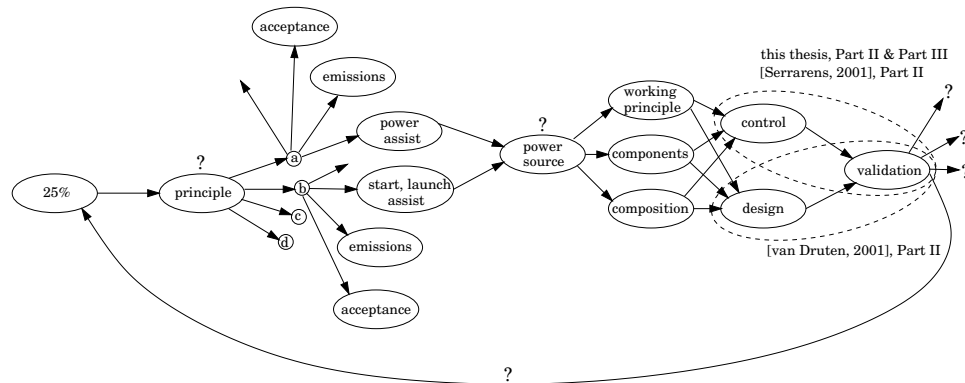 acceptance
emissions
this thesis, Part II & Part III
[Serrarens, 2001], Part II
?
working
principle
control
power
assist
?
?
a
?
power
source
components
validation
?
?
25%
principle
b
start, launch
assist
composition
design
c
d
emissions
[van Druten, 2001], Part II
acceptance
?